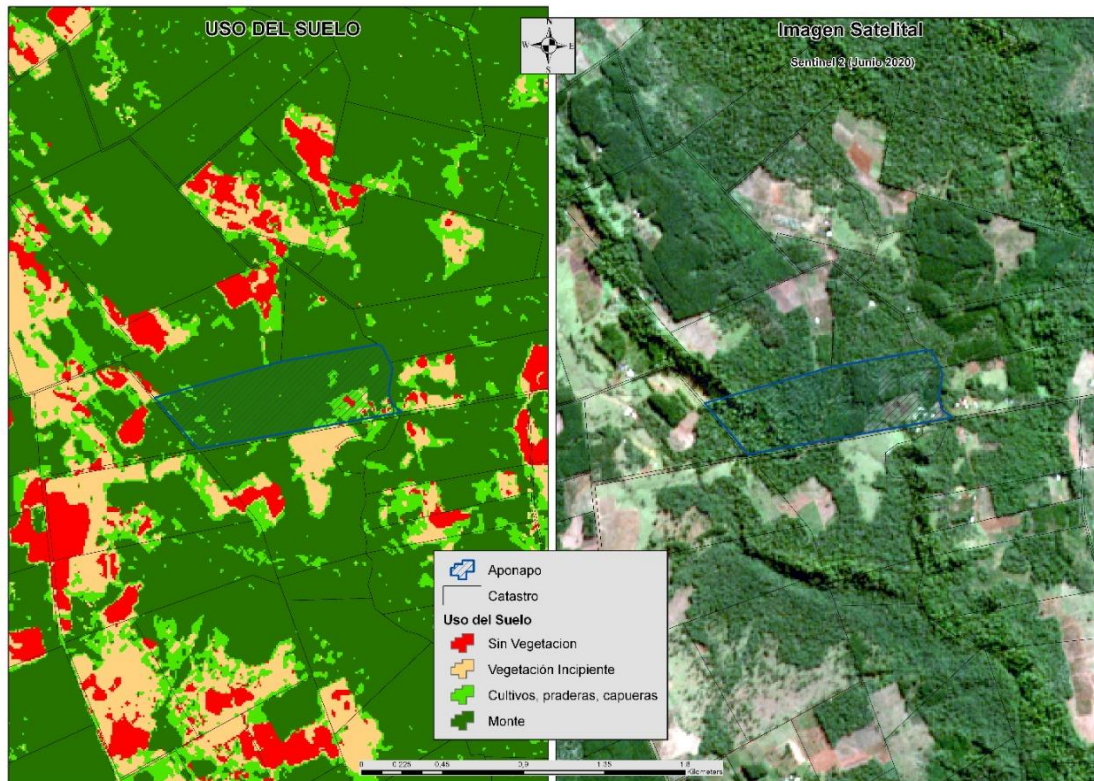 USO DEL SUELO
N
W E
S
Imagen Satelital
Sentinel 2 (Junio 2020)
Aponapo
Catastro
Uso del Suelo
Sin Vegetacion
Vegetación Incipiente
Cultivos, praderas, capueras
Monte
0 0,225 0,45 0,9 1,35 1,8
Kilometers